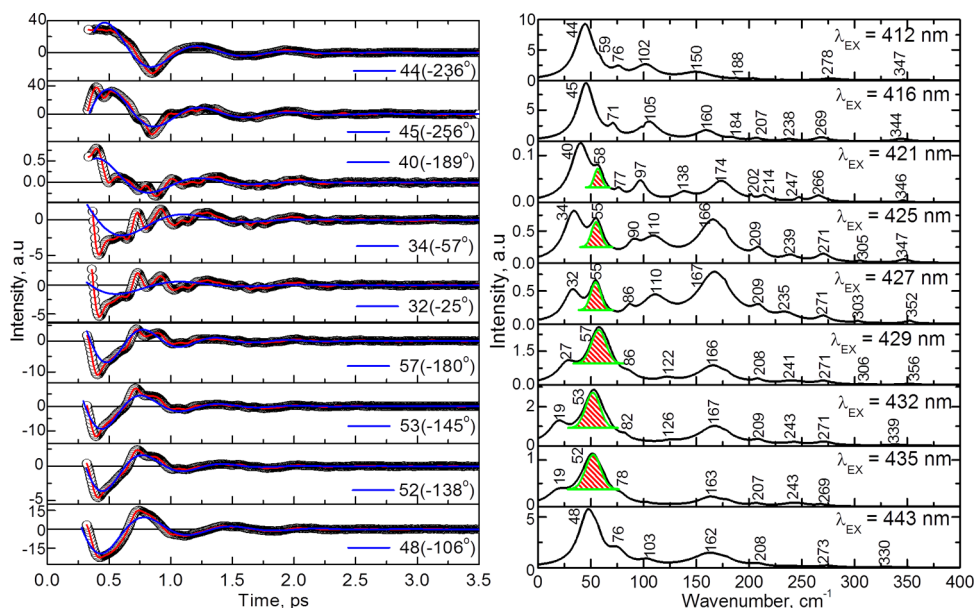 40
20
0
-20
44(-236°)
40
20
0
45(-256°)
0.5
0.0
40(-189°)
0
-5
34(-57°)
5
0
-5
32(-25°)
0
-10
57(-180°)
0
-10
53(-145°)
0
-5
52(-138°)
15
0
-15
48(-106°)
0.0 0.5 1.0 1.5 2.0 2.5 3.0 3.5
Time, ps
Intensity, a.u
10
5
0
44 59 76 102 150 188 278 347
λEX = 412 nm
5
0
45 71 105 160 184 207 238 269 344
λEX = 416 nm
0.1
0.0
40 58 77 97 138 174 202 214 247 266 346
λEX = 421 nm
0.5
0.0
34 55 90 110 166 209 239 271 305 347
λEX = 425 nm
0.5
0.0
32 55 86 110 167 209 235 271 303 352
λEX = 427 nm
1.5
0.0
27 57 86 122 166 208 241 271 306 356
λEX = 429 nm
2
0
19 53 82 126 167 209 243 271 339
λEX = 432 nm
1
0
19 52 78 163 207 243 269
λEX = 435 nm
5
0
48 76 103 162 208 273 330
λEX = 443 nm
0 50 100 150 200 250 300 350 400
Wavenumber, cm-1
Intensity, a.u